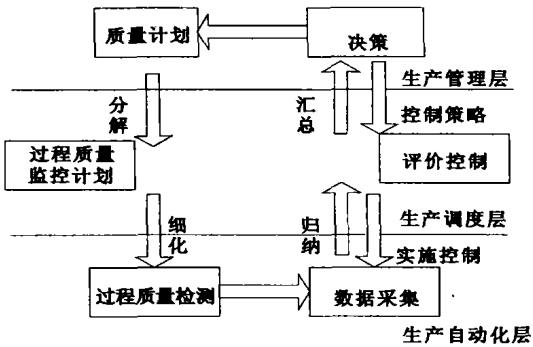 质量计划
决策
生产管理层
分解
汇总
控制策略
过程质量
监控计划
评价控制
细化
归纳
生产调度层
实施控制
过程质量检测
数据采集
生产自动化层